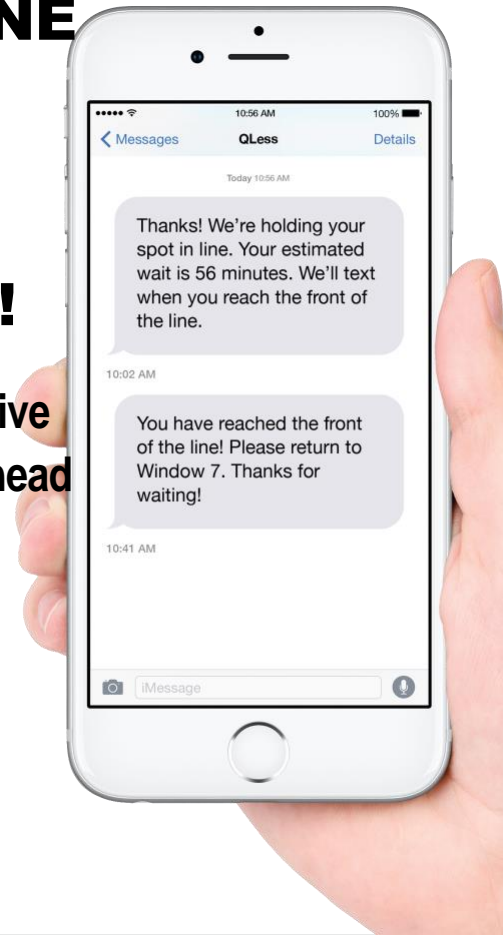 NE
!
ive
head
10:56 AM
100%
Messages
QLess
Details
Today 10:56 AM
Thanks! We're holding your
spot in line. Your estimated
wait is 56 minutes. We'll text
when you reach the front of
the line.
10:02 AM
You have reached the front
of the line! Please return to
Window 7. Thanks for
waiting!
10:41 AM
iMessage